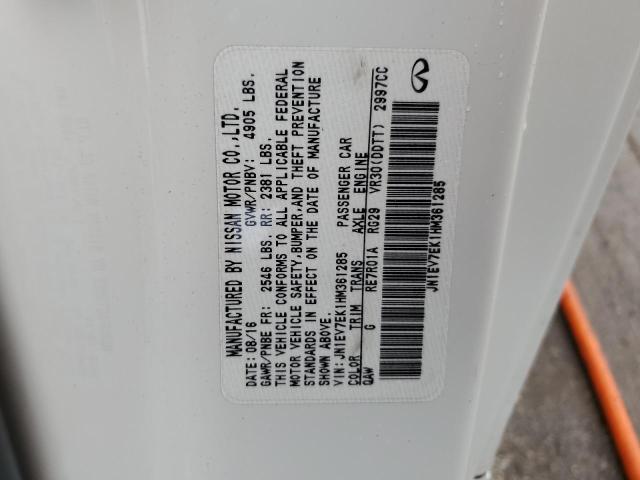 MANUFACTURED BY NISSAN MOTOR CO.,LTD.
DATE: 08/16 GVWR/PNBV: 4905 LBS.
GAWR/PNBE FR: 2546 LBS. RR: 2381 LBS.
THIS VEHICLE CONFORMS TO ALL APPLICABLE FEDERAL
MOTOR VEHICLE SAFETY,BUMPER,AND THEFT PREVENTION
STANDARDS IN EFFECT ON THE DATE OF MANUFACTURE
SHOWN ABOVE.
VIN:JN1EV7EK1HM361285 PASSENGER CAR
COLOR TRIM TRANS AXLE ENGINE
QAW G RE7R01A RG29 VR30(DDTT) 2997CC
JN1EV7EK1HM361285